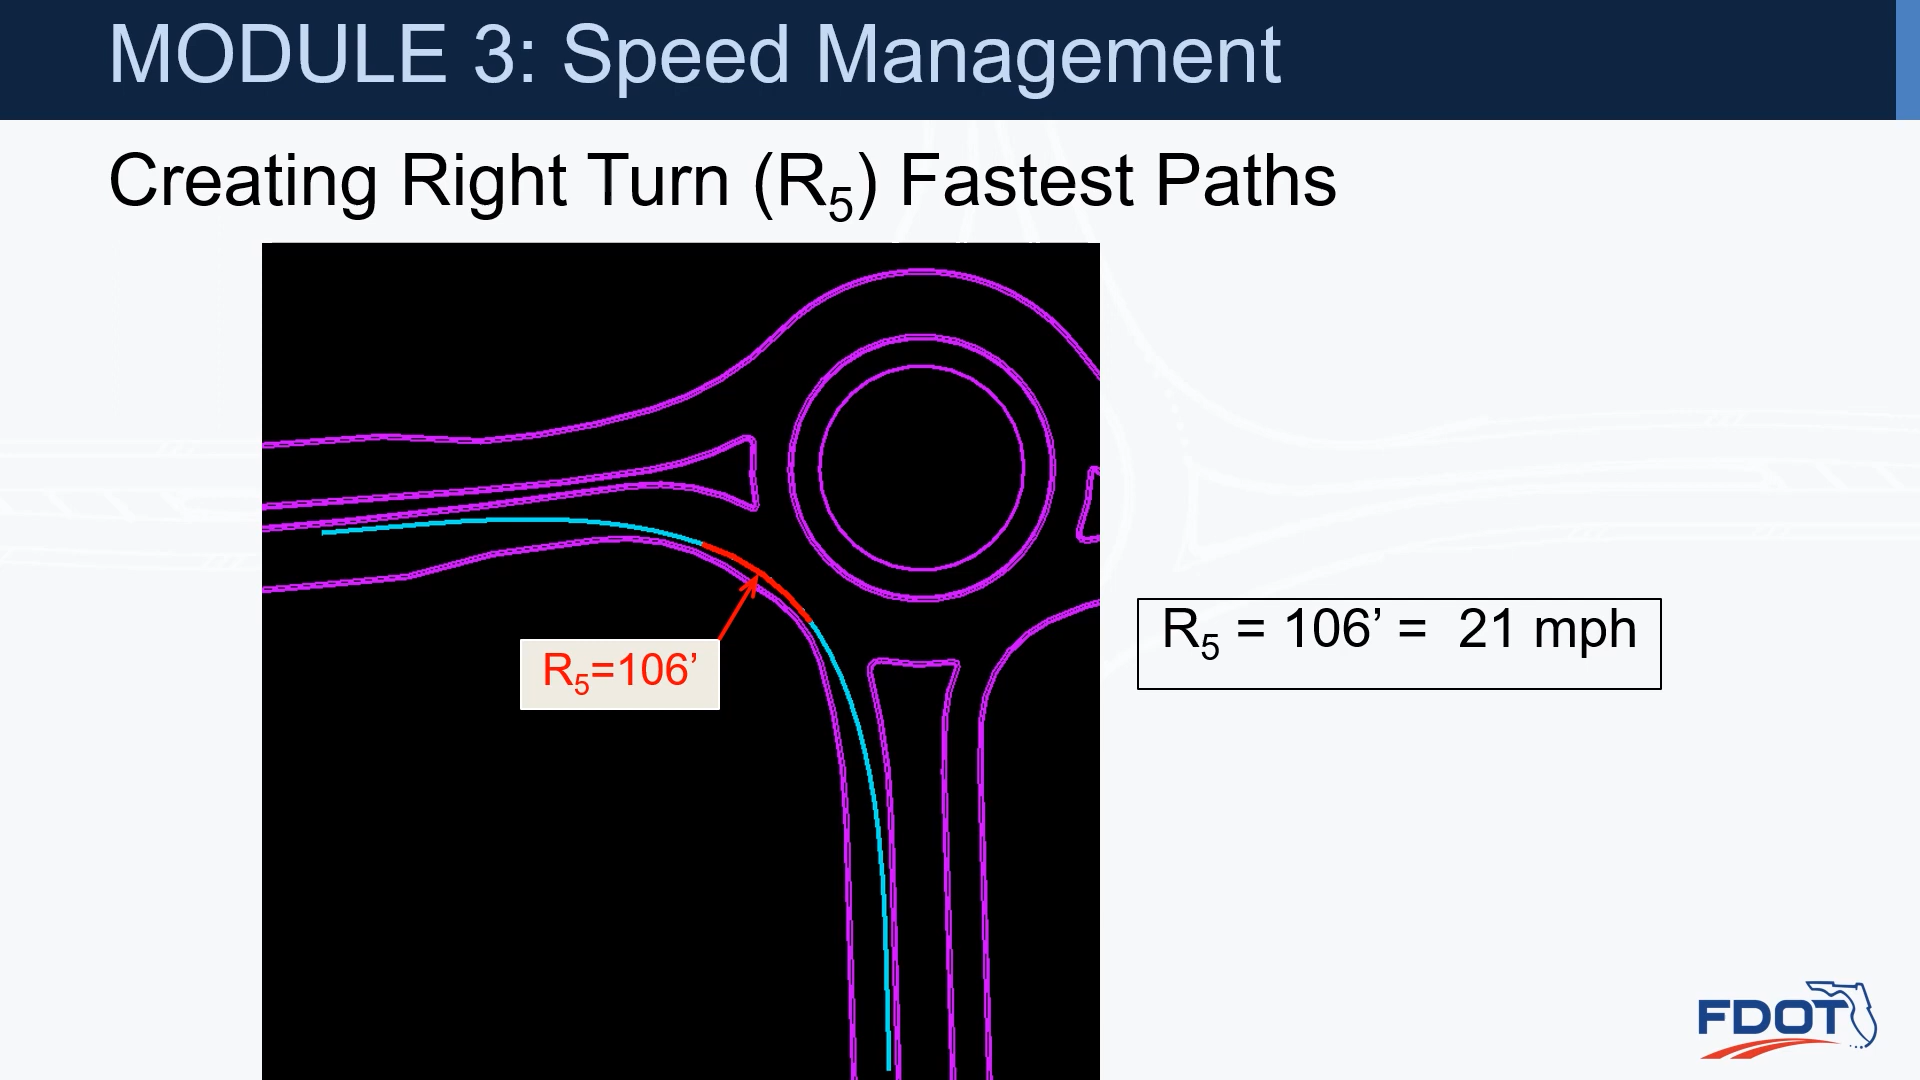 MODULE 3: Speed Management
Creating Right Turn (R₅) Fastest Paths
R₅=106’
R₅ = 106’ =  21 mph
FDOT